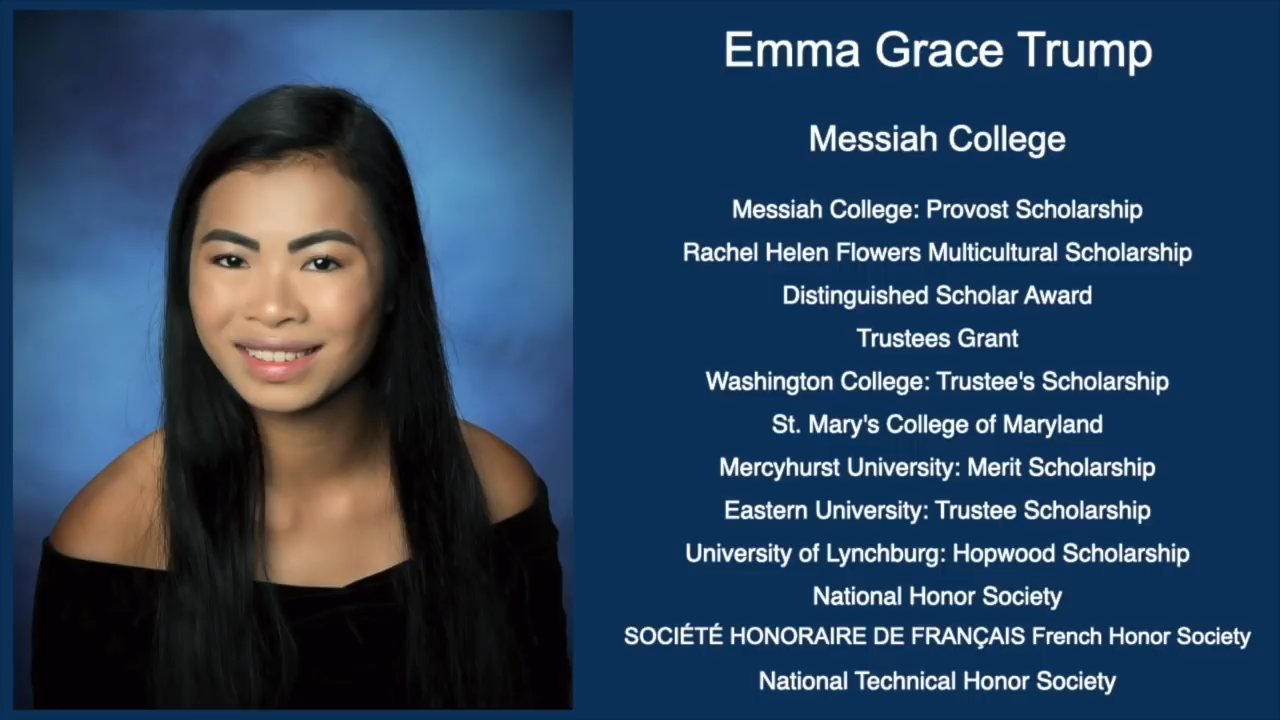 Emma Grace Trump
Messiah College
Messiah College: Provost Scholarship
Rachel Helen Flowers Multicultural Scholarship
Distinguished Scholar Award
Trustees Grant
Washington College: Trustee's Scholarship
St. Mary's College of Maryland
Mercyhurst University: Merit Scholarship
Eastern University: Trustee Scholarship
University of Lynchburg: Hopwood Scholarship
National Honor Society
SOCIÉTÉ HONORAIRE DE FRANÇAIS French Honor Society
National Technical Honor Society